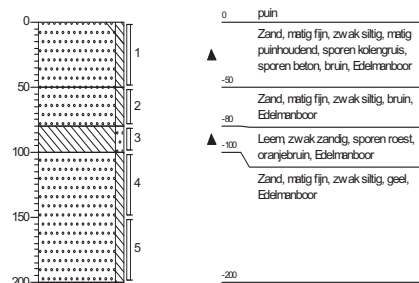 0
50
100
150
200
1
2
3
4
5
0
puin
Zand, matig fijn, zwak siltig, matig
puinhoudend, sporen kolengruis,
sporen beton, bruin, Edelmanboor
-50
Zand, matig fijn, zwak siltig, bruin,
Edelmanboor
-80
Leem, zwak zandig, sporen roest,
oranjebruin, Edelmanboor
-100
Zand, matig fijn, zwak siltig, geel,
Edelmanboor
-200